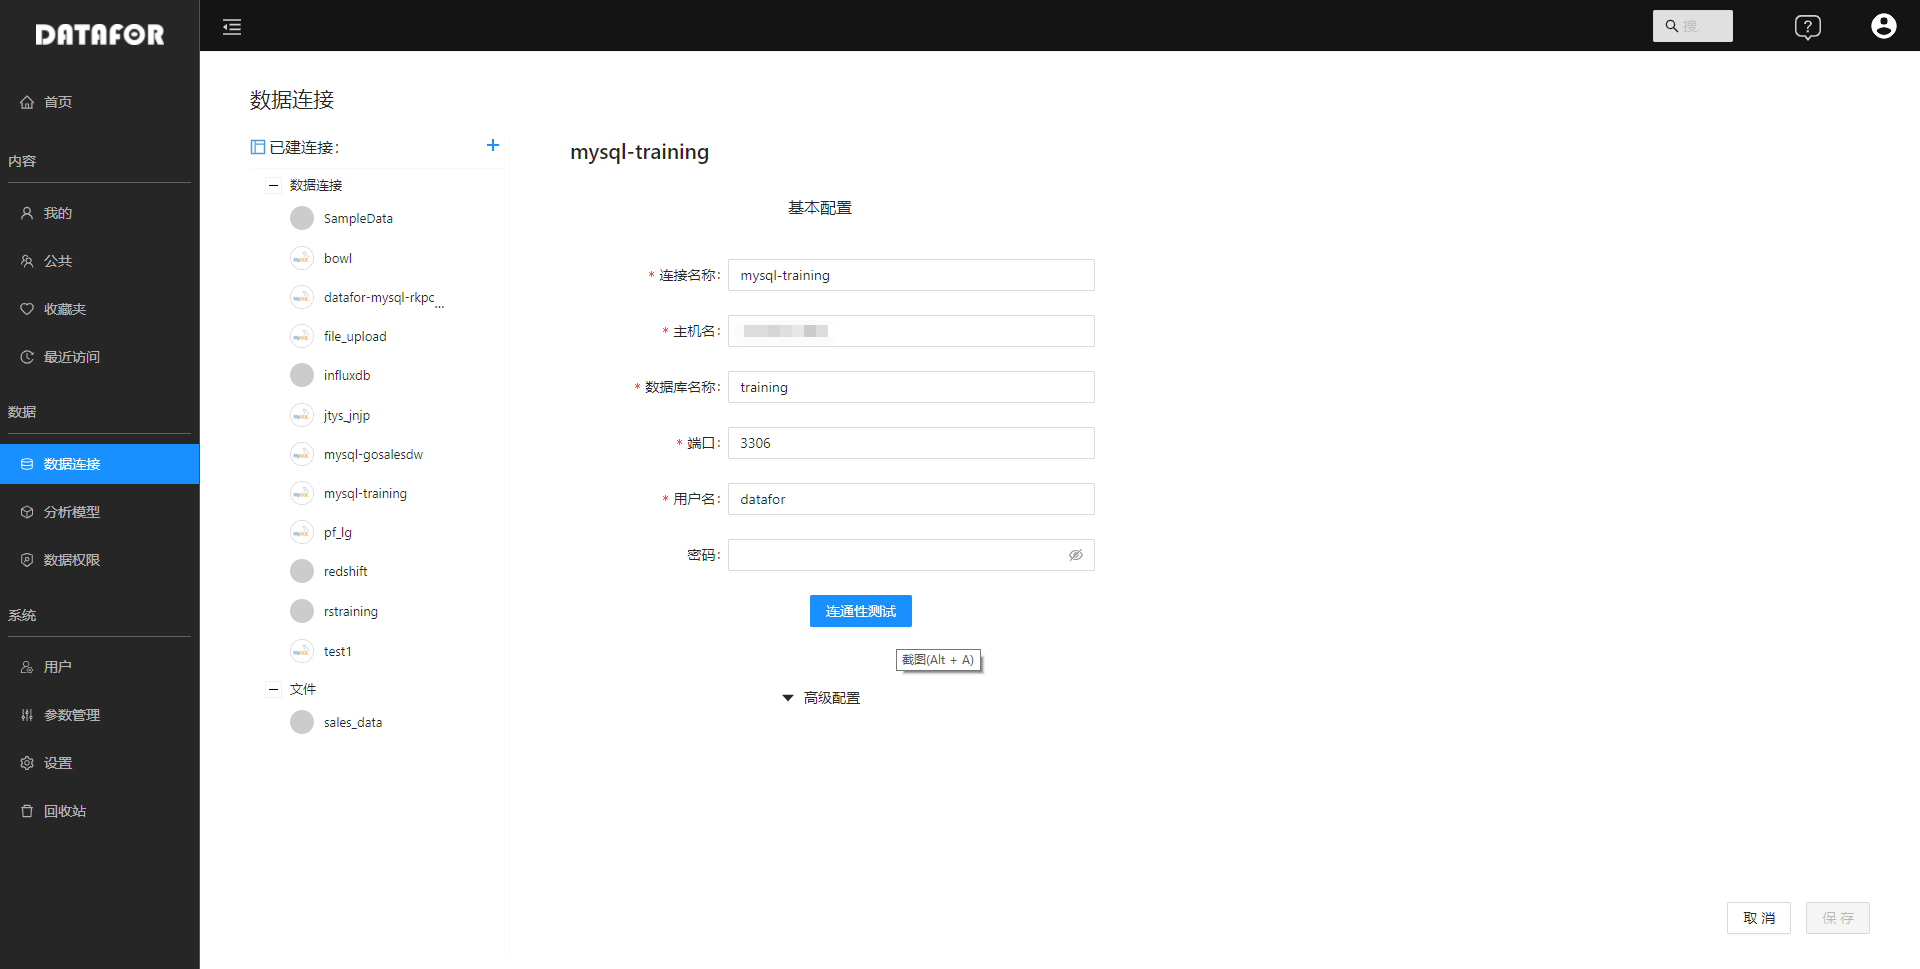 DATAFOR
首页
内容
我的
公共
收藏夹
最近访问
数据
数据连接
分析模型
数据权限
系统
用户
参数管理
设置
回收站
搜
数据连接
已建连接:
数据连接
SampleData
bowl
datafor-mysql-rkpc...
file_upload
influxdb
jtys_jnjp
mysql-gosalesdw
mysql-training
pf_lg
redshift
rstraining
test1
文件
sales_data
mysql-training
基本配置
* 连接名称: mysql-training
* 主机名:
* 数据库名称: training
* 端口: 3306
* 用户名: datafor
密码:
连通性测试
截图(Alt + A)
高级配置
取 消
保 存